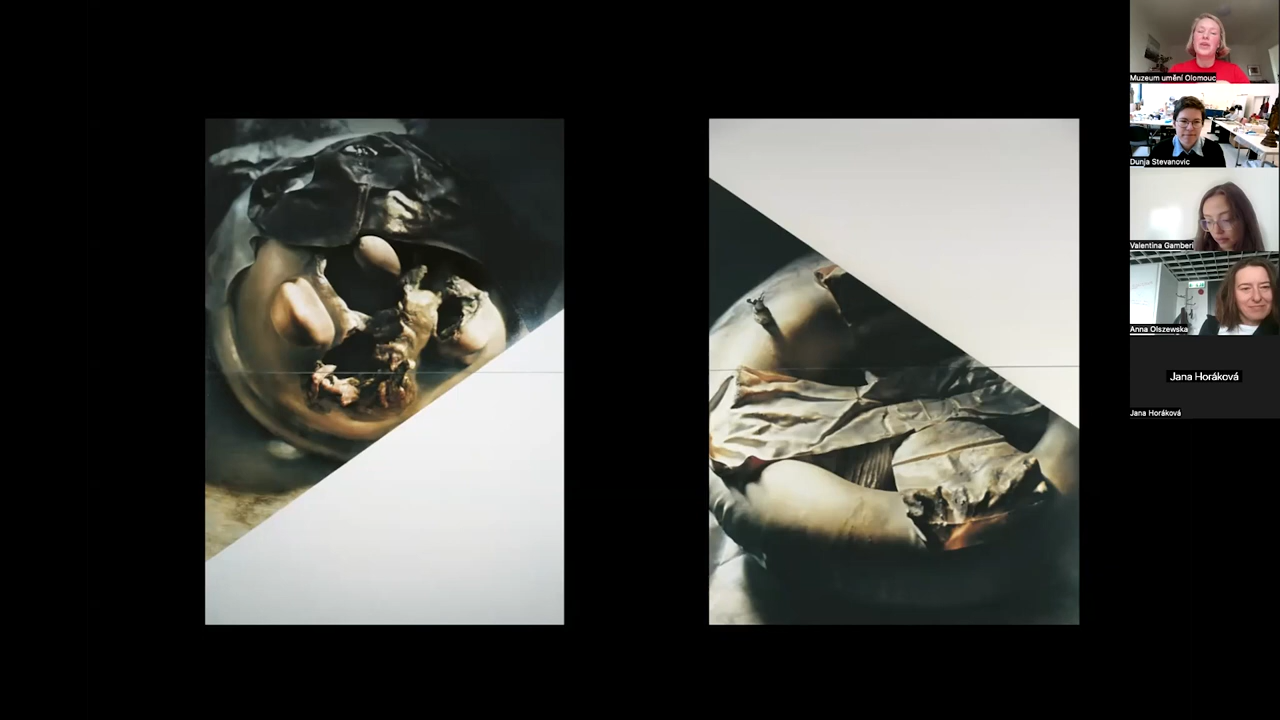 Muzeum umění Olomouc
Dunja Stevanovic
Valentina Gamberi
Anna Olszewska
Jana Horáková
Jana Horáková